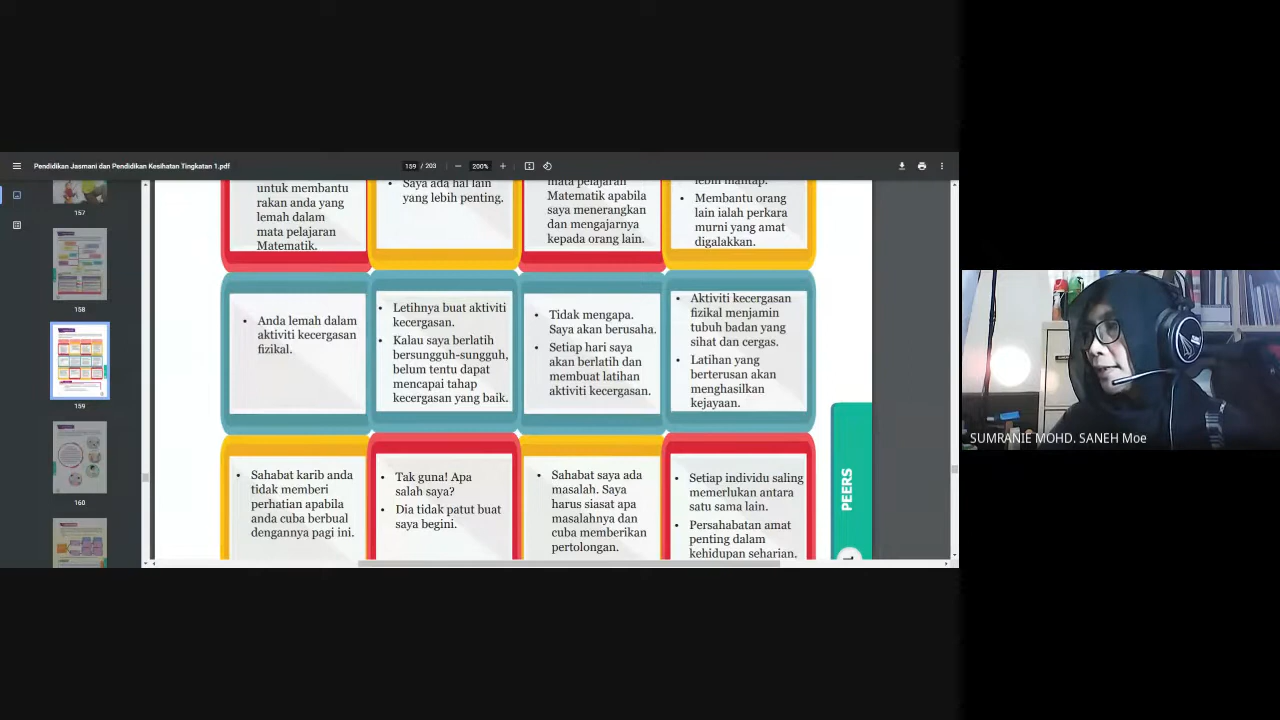 Pendidikan Jasmani dan Pendidikan Kesihatan Tingkatan 1.pdf
159 / 203
200%
157
158
159
160
untuk membantu
rakan anda yang
lemah dalam
mata pelajaran
Matematik.
• Saya ada hal lain
yang lebih penting.
mata pelajaran
Matematik apabila
saya menerangkan
dan mengajarnya
kepada orang lain.
lebih mantap.
• Membantu orang
lain ialah perkara
murni yang amat
digalakkan.
• Anda lemah dalam
aktiviti kecergasan
fizikal.
• Letihnya buat aktiviti
kecergasan.
• Kalau saya berlatih
bersungguh-sungguh,
belum tentu dapat
mencapai tahap
kecergasan yang baik.
• Tidak mengapa.
Saya akan berusaha.
• Setiap hari saya
akan berlatih dan
membuat latihan
aktiviti kecergasan.
• Aktiviti kecergasan
fizikal menjamin
tubuh badan yang
sihat dan cergas.
• Latihan yang
berterusan akan
menghasilkan
kejayaan.
• Sahabat karib anda
tidak memberi
perhatian apabila
anda cuba berbual
dengannya pagi ini.
• Tak guna! Apa
salah saya?
• Dia tidak patut buat
saya begini.
• Sahabat saya ada
masalah. Saya
harus siasat apa
masalahnya dan
cuba memberikan
pertolongan.
• Setiap individu saling
memerlukan antara
satu sama lain.
• Persahabatan amat
penting dalam
kehidupan seharian.
PEERS
SUMRANIE MOHD. SANEH Moe